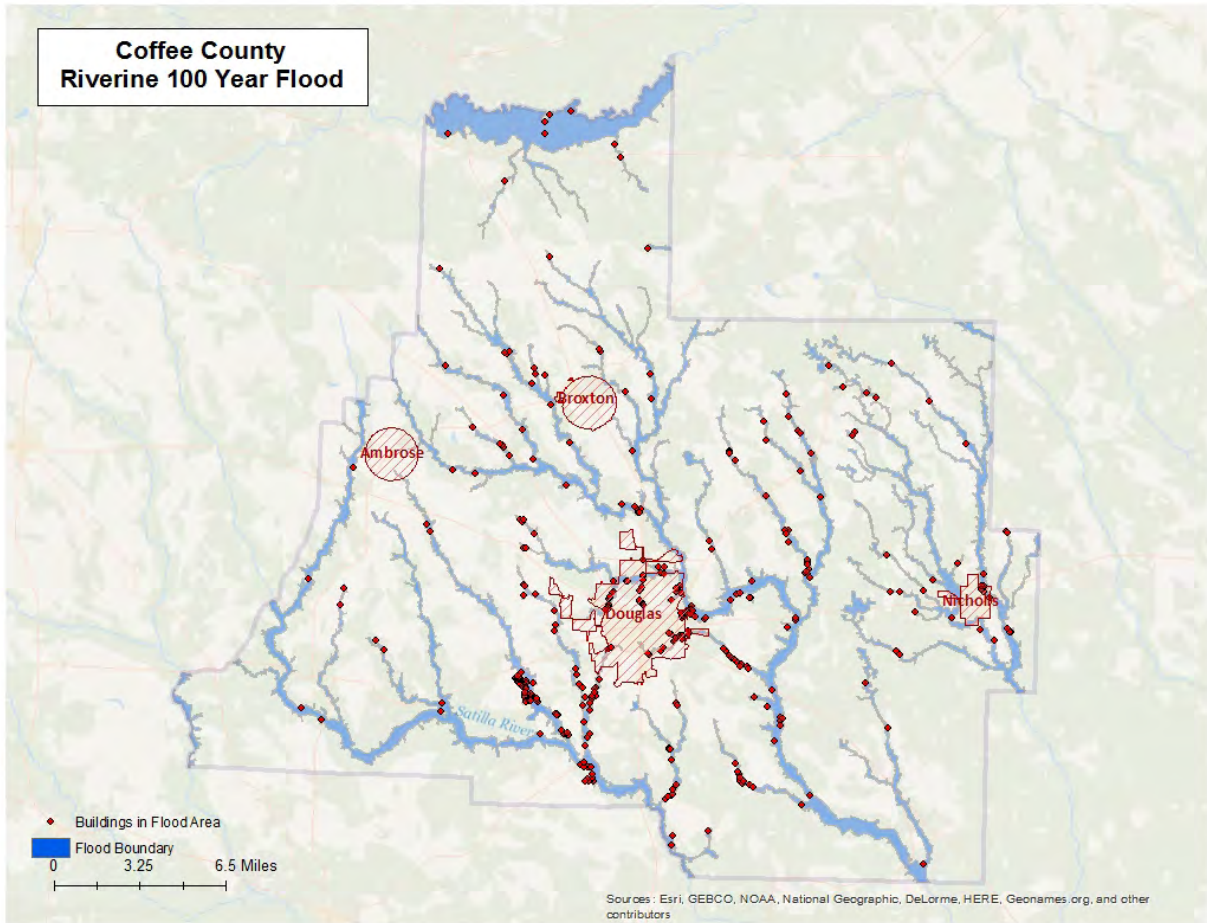 Coffee County
Riverine 100 Year Flood
Broxton
Ambrose
Douglas
Nicholls
Satilla River
Buildings in Flood Area
Flood Boundary
0 3.25 6.5 Miles
Sources: Esri, GEBCO, NOAA, National Geographic, DeLorme, HERE, Geonames.org, and other
contributors